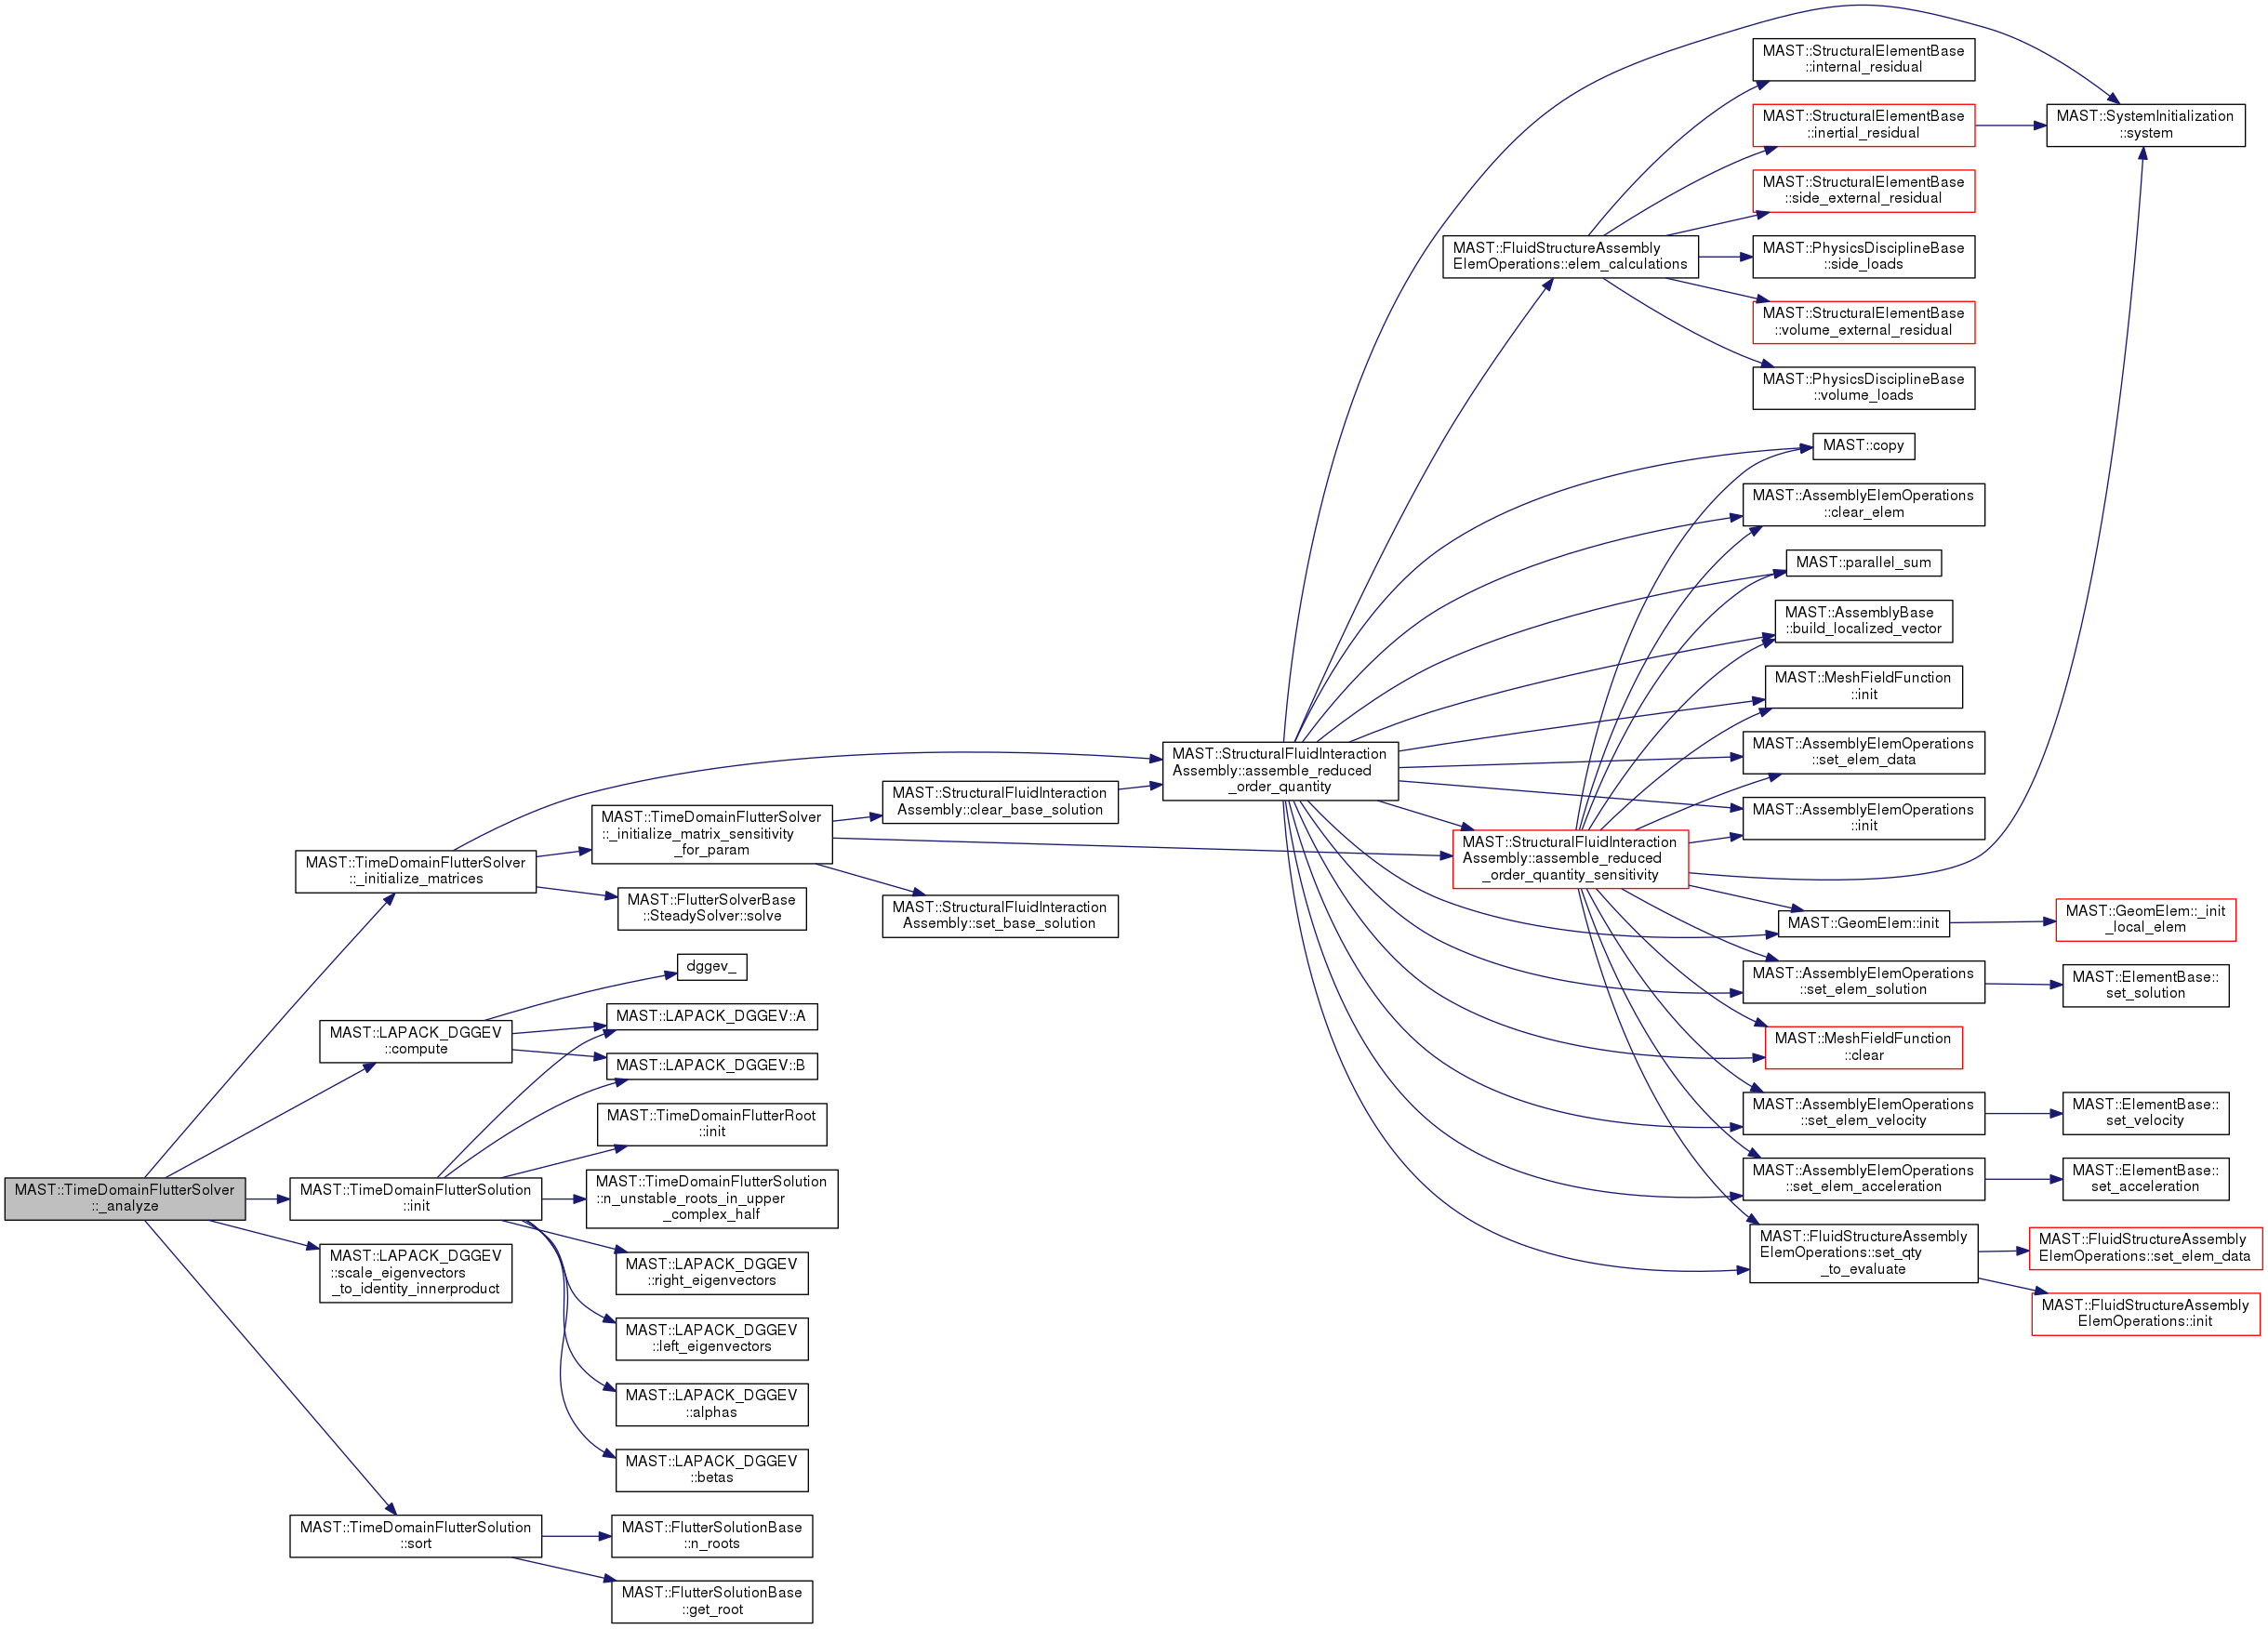 MAST::TimeDomainFlutterSolver
::_analyze
MAST::TimeDomainFlutterSolver
::_initialize_matrices
MAST::LAPACK_DGGEV
::compute
MAST::TimeDomainFlutterSolution
::init
MAST::LAPACK_DGGEV
::scale_eigenvectors
_to_identity_innerproduct
MAST::TimeDomainFlutterSolution
::sort
MAST::TimeDomainFlutterSolver
::_initialize_matrix_sensitivity
_for_param
MAST::FlutterSolverBase
::SteadySolver::solve
dggev_
MAST::LAPACK_DGGEV::A
MAST::LAPACK_DGGEV::B
MAST::TimeDomainFlutterRoot
::init
MAST::TimeDomainFlutterSolution
::n_unstable_roots_in_upper
_complex_half
MAST::LAPACK_DGGEV
::right_eigenvectors
MAST::LAPACK_DGGEV
::left_eigenvectors
MAST::LAPACK_DGGEV
::alphas
MAST::LAPACK_DGGEV
::betas
MAST::FlutterSolutionBase
::n_roots
MAST::FlutterSolutionBase
::get_root
MAST::StructuralFluidInteraction
Assembly::clear_base_solution
MAST::StructuralFluidInteraction
Assembly::set_base_solution
MAST::StructuralFluidInteraction
Assembly::assemble_reduced
_order_quantity
MAST::FluidStructureAssembly
ElemOperations::elem_calculations
MAST::StructuralFluidInteraction
Assembly::assemble_reduced
_order_quantity_sensitivity
MAST::StructuralElementBase
::internal_residual
MAST::StructuralElementBase
::inertial_residual
MAST::StructuralElementBase
::side_external_residual
MAST::PhysicsDisciplineBase
::side_loads
MAST::StructuralElementBase
::volume_external_residual
MAST::PhysicsDisciplineBase
::volume_loads
MAST::copy
MAST::AssemblyElemOperations
::clear_elem
MAST::parallel_sum
MAST::AssemblyBase
::build_localized_vector
MAST::MeshFieldFunction
::init
MAST::AssemblyElemOperations
::set_elem_data
MAST::AssemblyElemOperations
::init
MAST::GeomElem::init
MAST::AssemblyElemOperations
::set_elem_solution
MAST::MeshFieldFunction
::clear
MAST::AssemblyElemOperations
::set_elem_velocity
MAST::AssemblyElemOperations
::set_elem_acceleration
MAST::FluidStructureAssembly
ElemOperations::set_qty
_to_evaluate
MAST::SystemInitialization
::system
MAST::GeomElem::_init
_local_elem
MAST::ElementBase::
set_solution
MAST::ElementBase::
set_velocity
MAST::ElementBase::
set_acceleration
MAST::FluidStructureAssembly
ElemOperations::set_elem_data
MAST::FluidStructureAssembly
ElemOperations::init